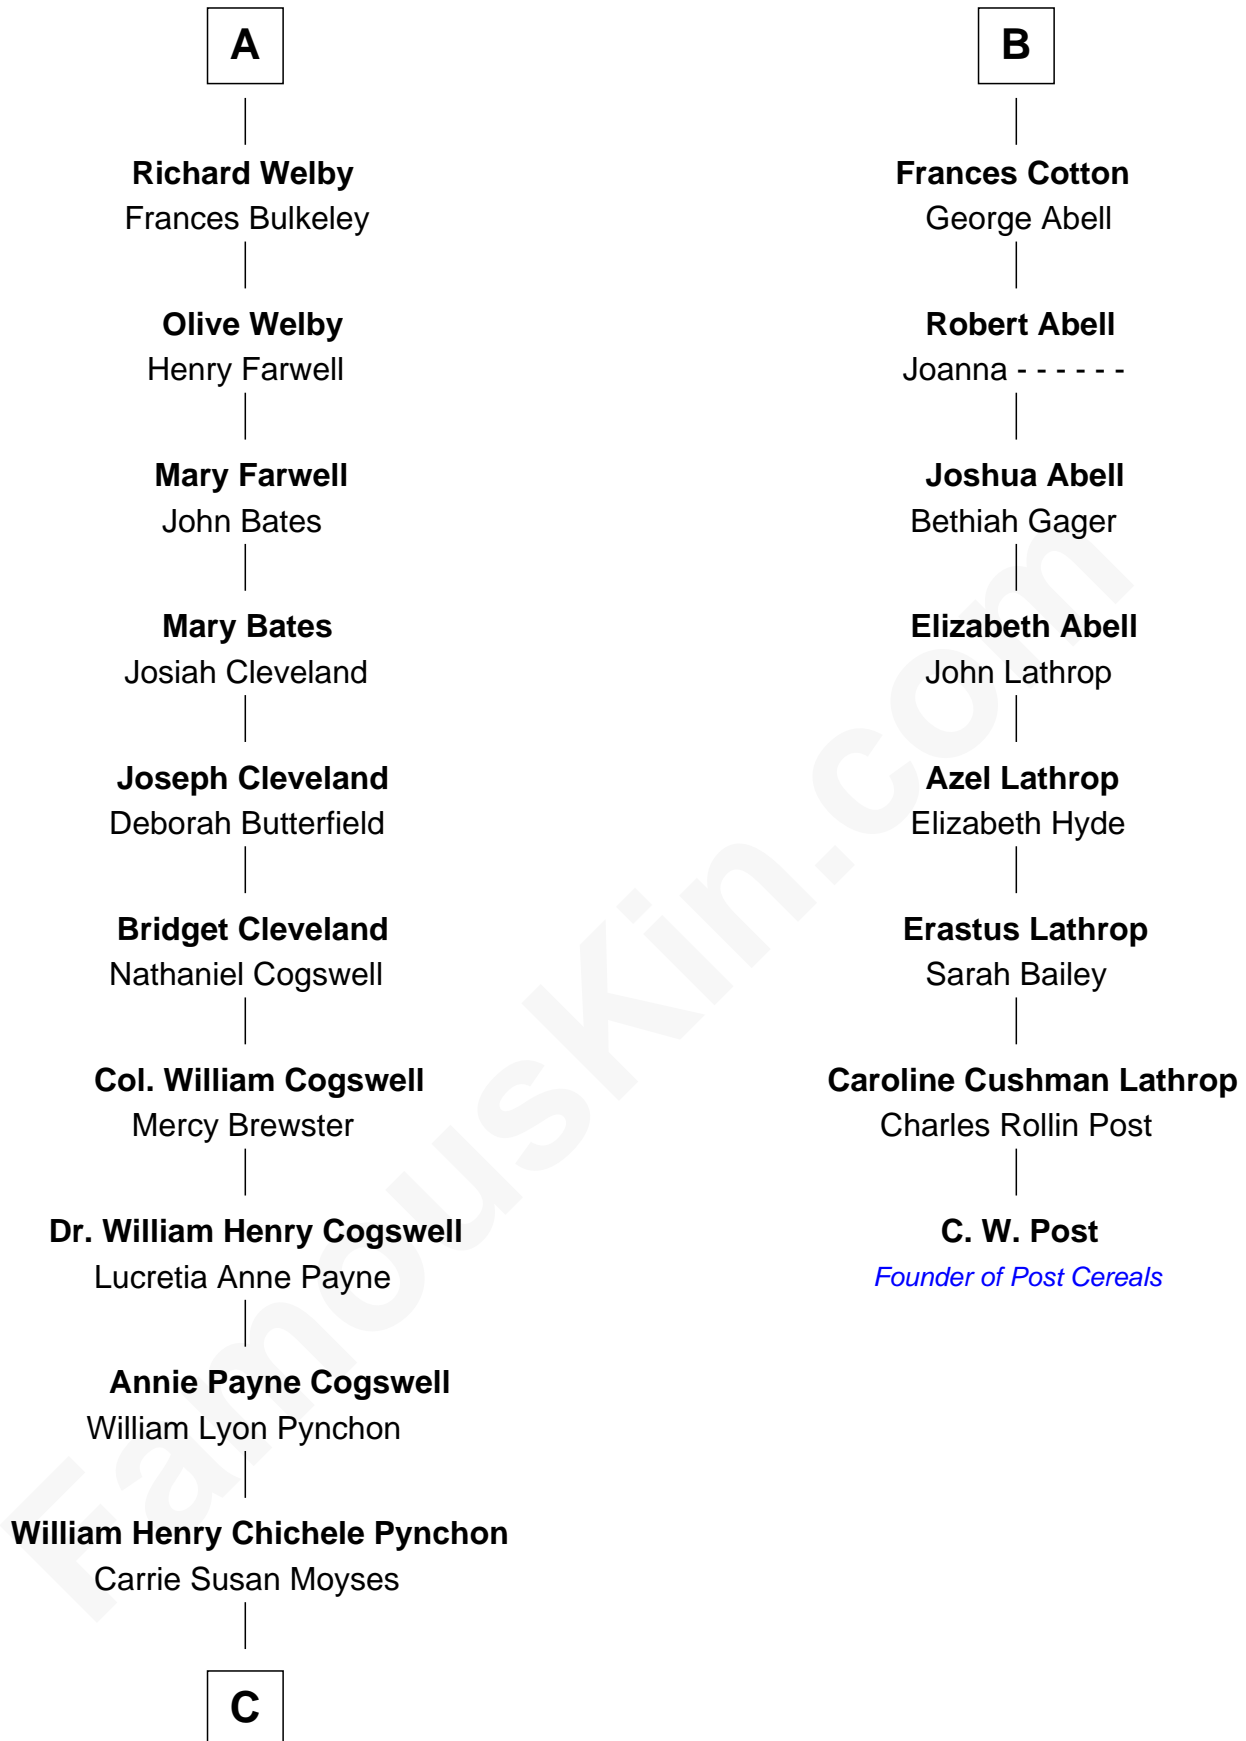 A
Richard Welby
Frances Bulkeley
Olive Welby
Henry Farwell
Mary Farwell
John Bates
Mary Bates
Josiah Cleveland
Joseph Cleveland
Deborah Butterfield
Bridget Cleveland
Nathaniel Cogswell
Col. William Cogswell
Mercy Brewster
Dr. William Henry Cogswell
Lucretia Anne Payne
Annie Payne Cogswell
William Lyon Pynchon
William Henry Chichele Pynchon
Carrie Susan Moyses
C
B
Frances Cotton
George Abell
Robert Abell
Joanna - - - - - -
Joshua Abell
Bethiah Gager
Elizabeth Abell
John Lathrop
Azel Lathrop
Elizabeth Hyde
Erastus Lathrop
Sarah Bailey
Caroline Cushman Lathrop
Charles Rollin Post
C. W. Post
Founder of Post Cereals
FamousKin.com